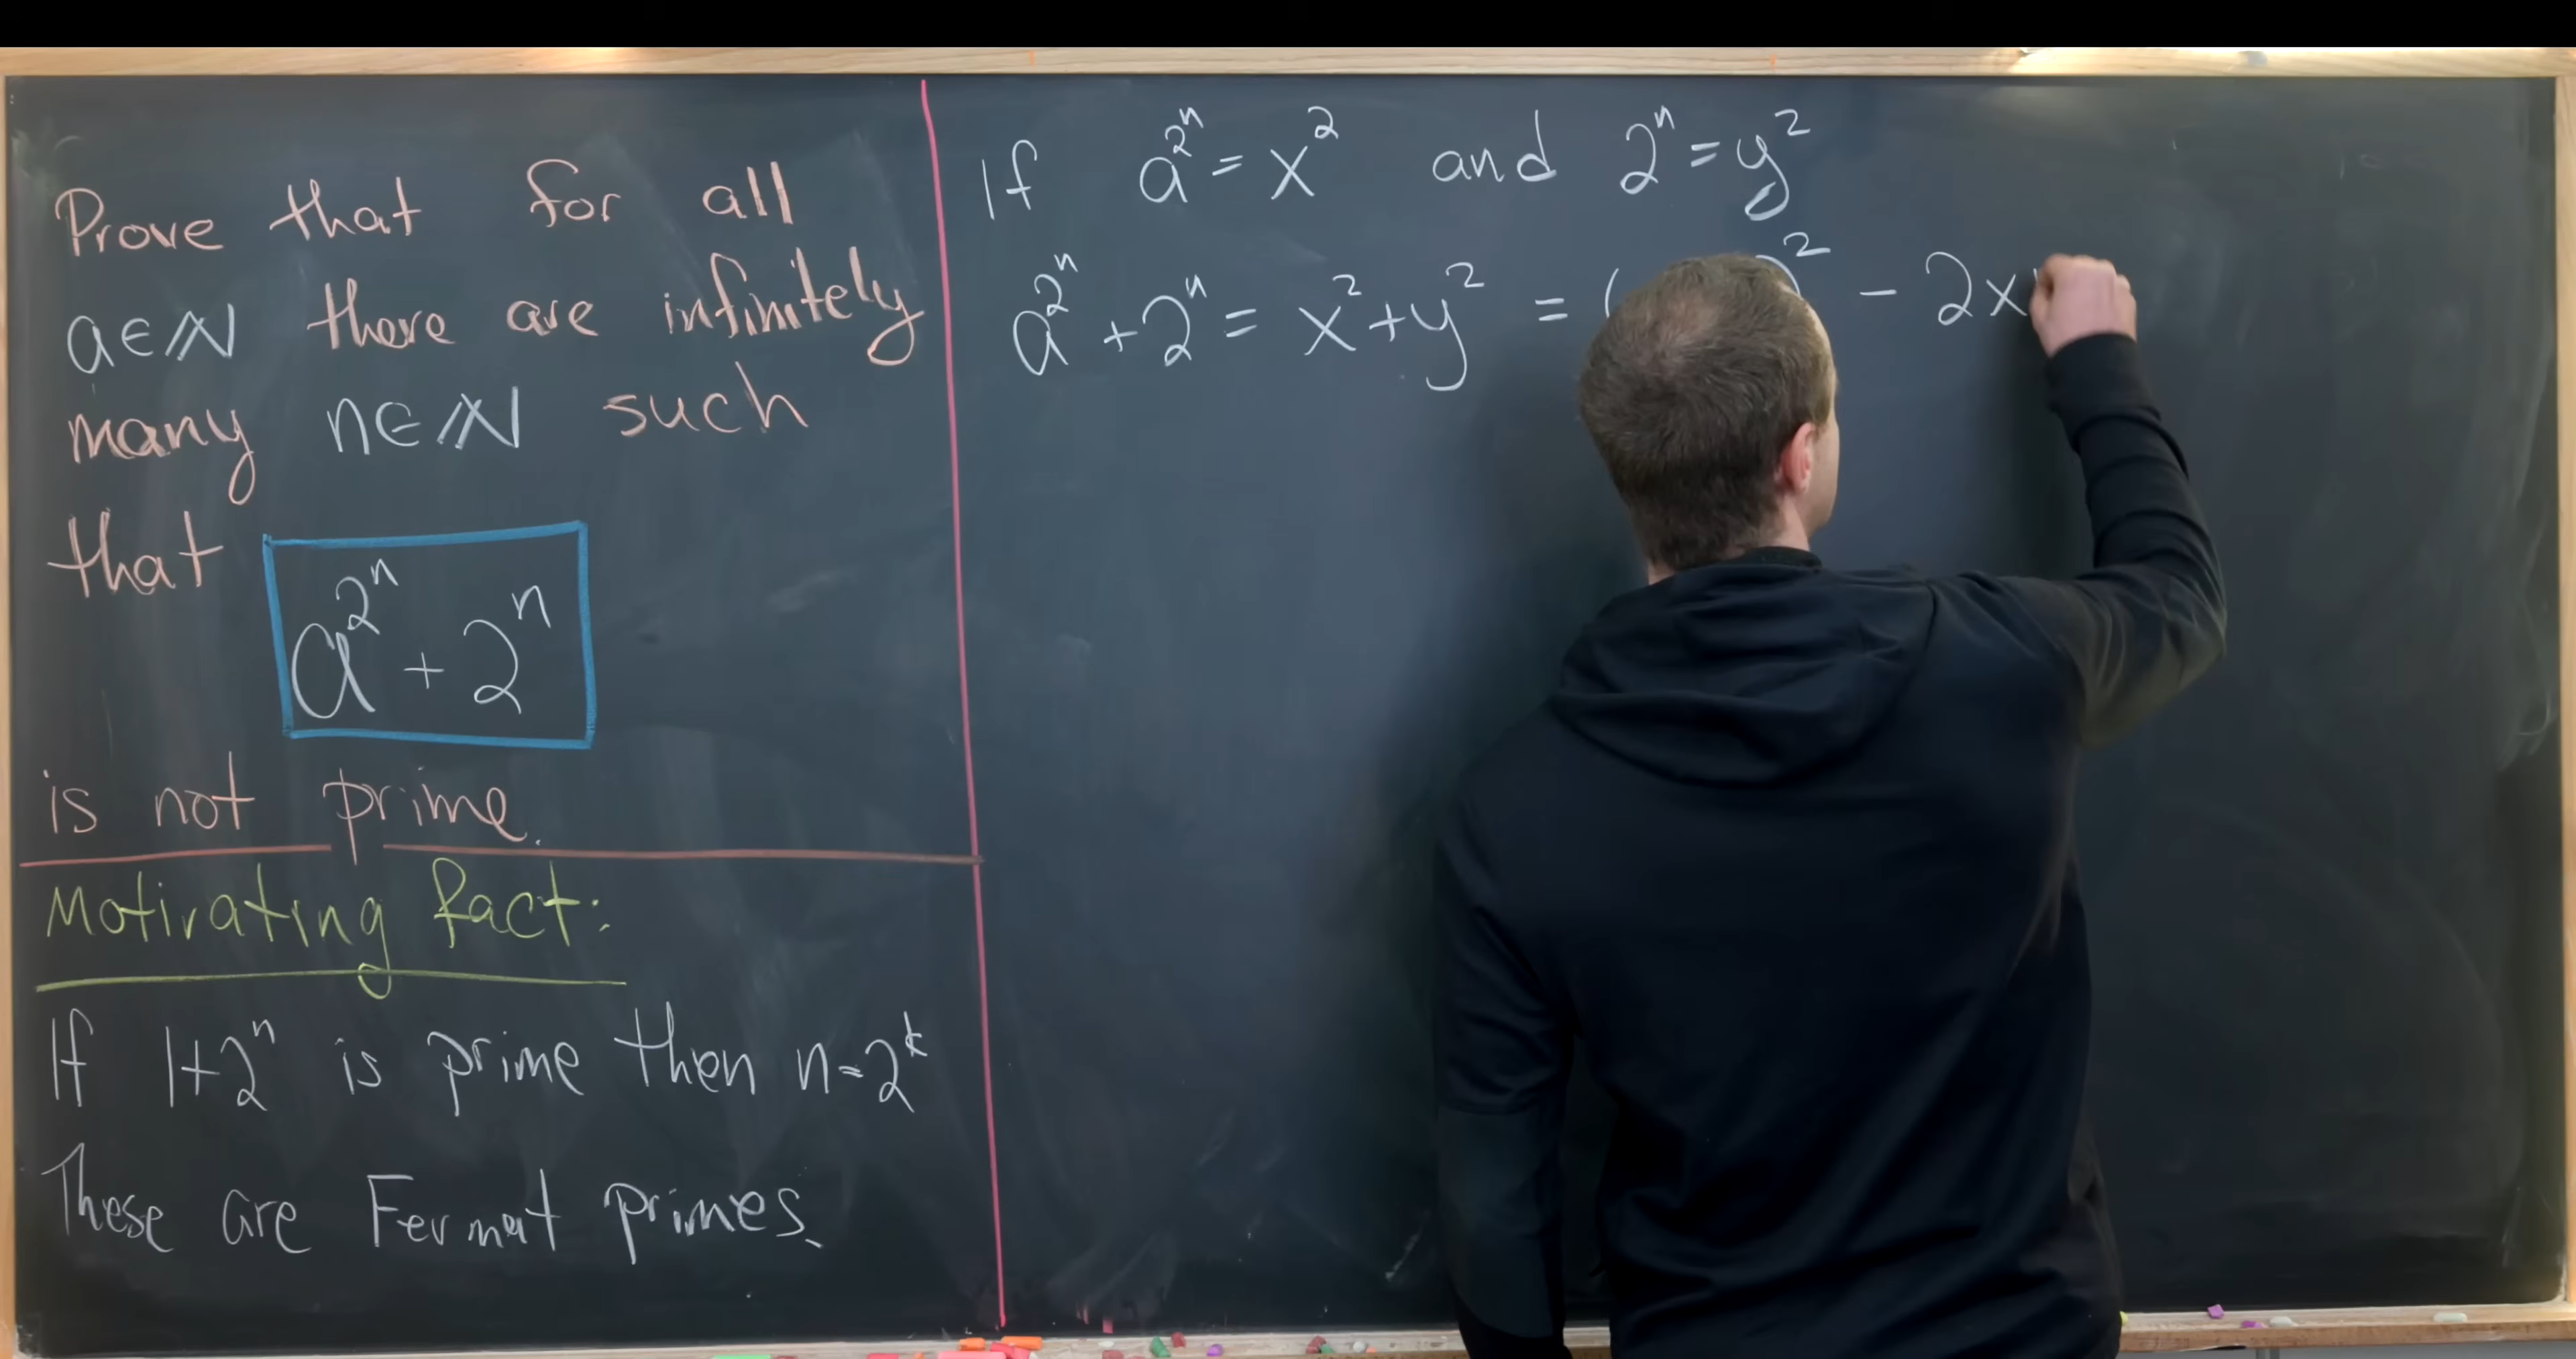 Prove that for all
a∈ℕ there are infinitely
many n∈ℕ such
that a^{2^n} + 2^n
is not prime.
Motivating fact:
If 1+2^n is prime then n=2^k
These are Fermat primes.
If a^{2^n} = x^2 and 2^n = y^2
a^{2^n} + 2^n = x^2 + y^2 = ( )^2 - 2x